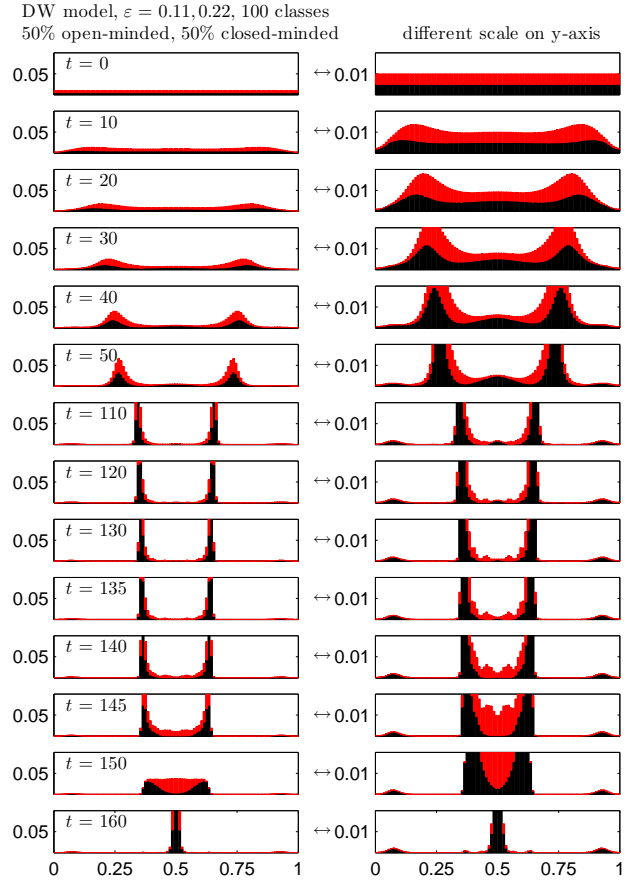 DW model, ε = 0.11, 0.22, 100 classes
50% open-minded, 50% closed-minded
different scale on y-axis
0.05 t = 0 ↔ 0.01
0.05 t = 10 ↔ 0.01
0.05 t = 20 ↔ 0.01
0.05 t = 30 ↔ 0.01
0.05 t = 40 ↔ 0.01
0.05 t = 50 ↔ 0.01
0.05 t = 110 ↔ 0.01
0.05 t = 120 ↔ 0.01
0.05 t = 130 ↔ 0.01
0.05 t = 135 ↔ 0.01
0.05 t = 140 ↔ 0.01
0.05 t = 145 ↔ 0.01
0.05 t = 150 ↔ 0.01
0.05 t = 160 ↔ 0.01
0 0.25 0.5 0.75 1 0 0.25 0.5 0.75 1